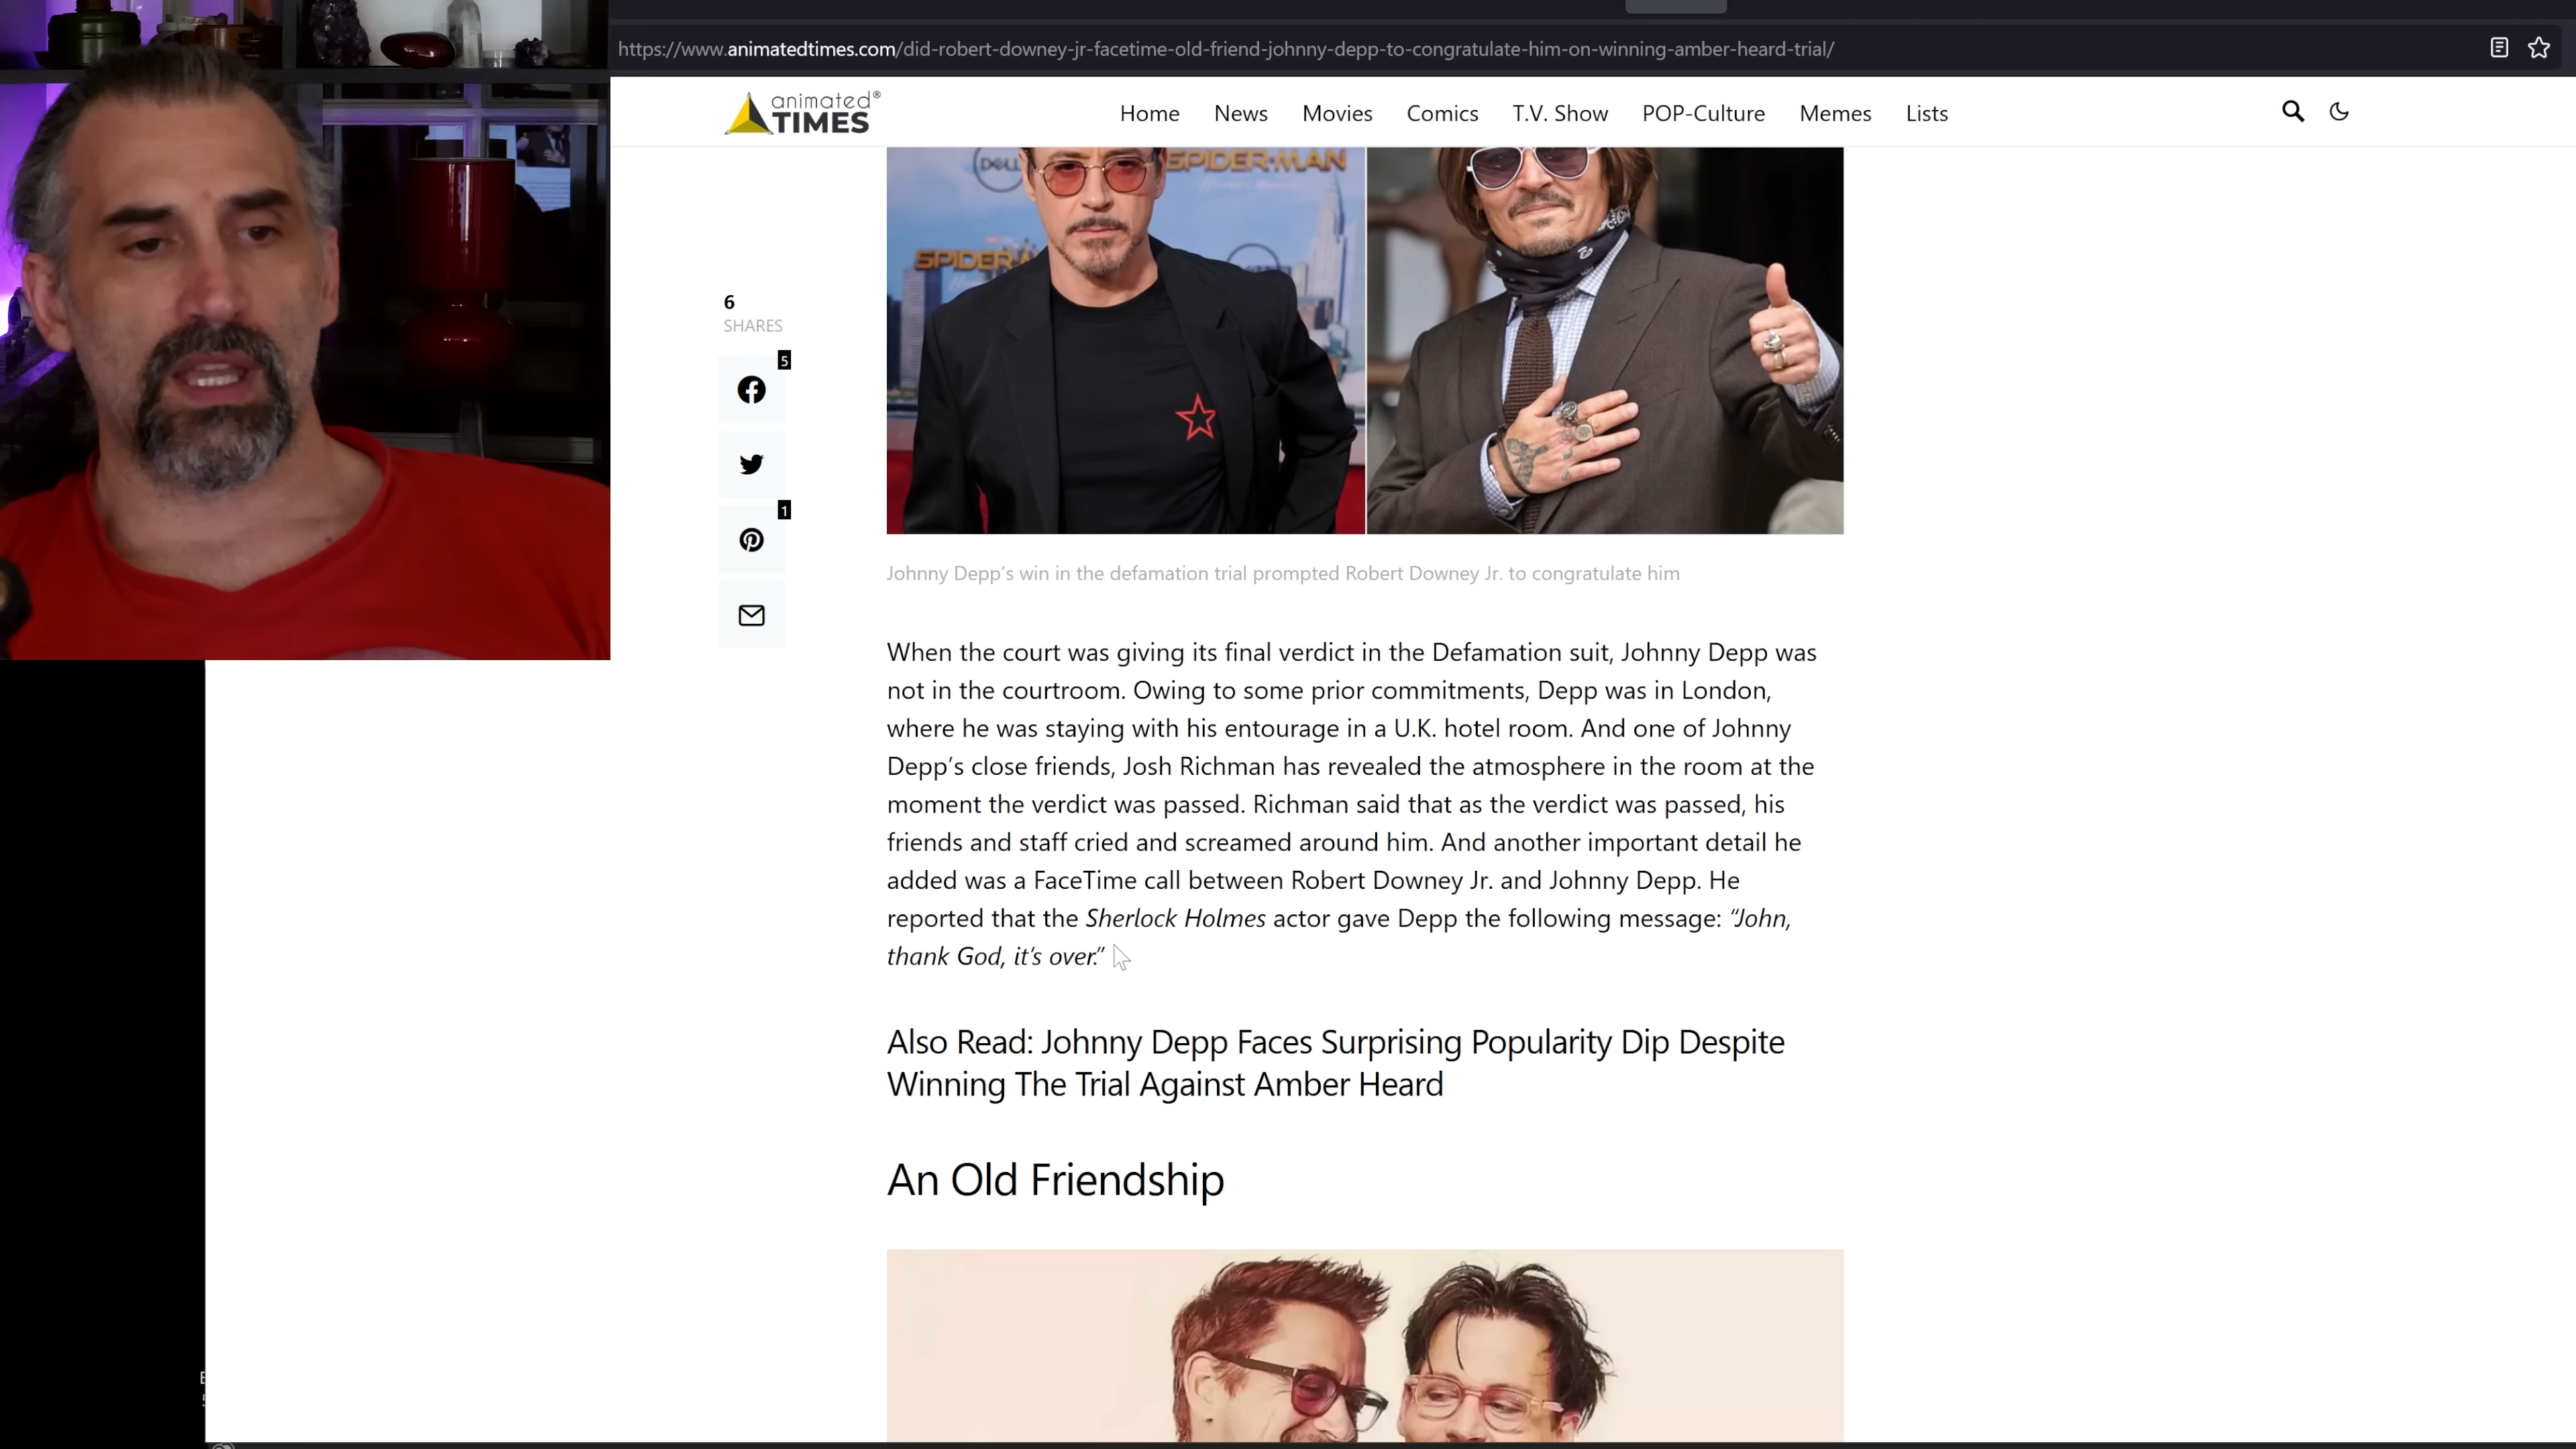 https://www.animatedtimes.com/did-robert-downey-jr-facetime-old-friend-johnny-depp-to-congratulate-him-on-winning-amber-heard-trial/
animated®
TIMES
Home News Movies Comics T.V. Show POP-Culture Memes Lists
DELL
SPIDER-MAN
6
SHARES
5
1
Johnny Depp’s win in the defamation trial prompted Robert Downey Jr. to congratulate him
When the court was giving its final verdict in the Defamation suit, Johnny Depp was
not in the courtroom. Owing to some prior commitments, Depp was in London,
where he was staying with his entourage in a U.K. hotel room. And one of Johnny
Depp’s close friends, Josh Richman has revealed the atmosphere in the room at the
moment the verdict was passed. Richman said that as the verdict was passed, his
friends and staff cried and screamed around him. And another important detail he
added was a FaceTime call between Robert Downey Jr. and Johnny Depp. He
reported that the Sherlock Holmes actor gave Depp the following message: “John,
thank God, it’s over.”
Also Read: Johnny Depp Faces Surprising Popularity Dip Despite
Winning The Trial Against Amber Heard
An Old Friendship